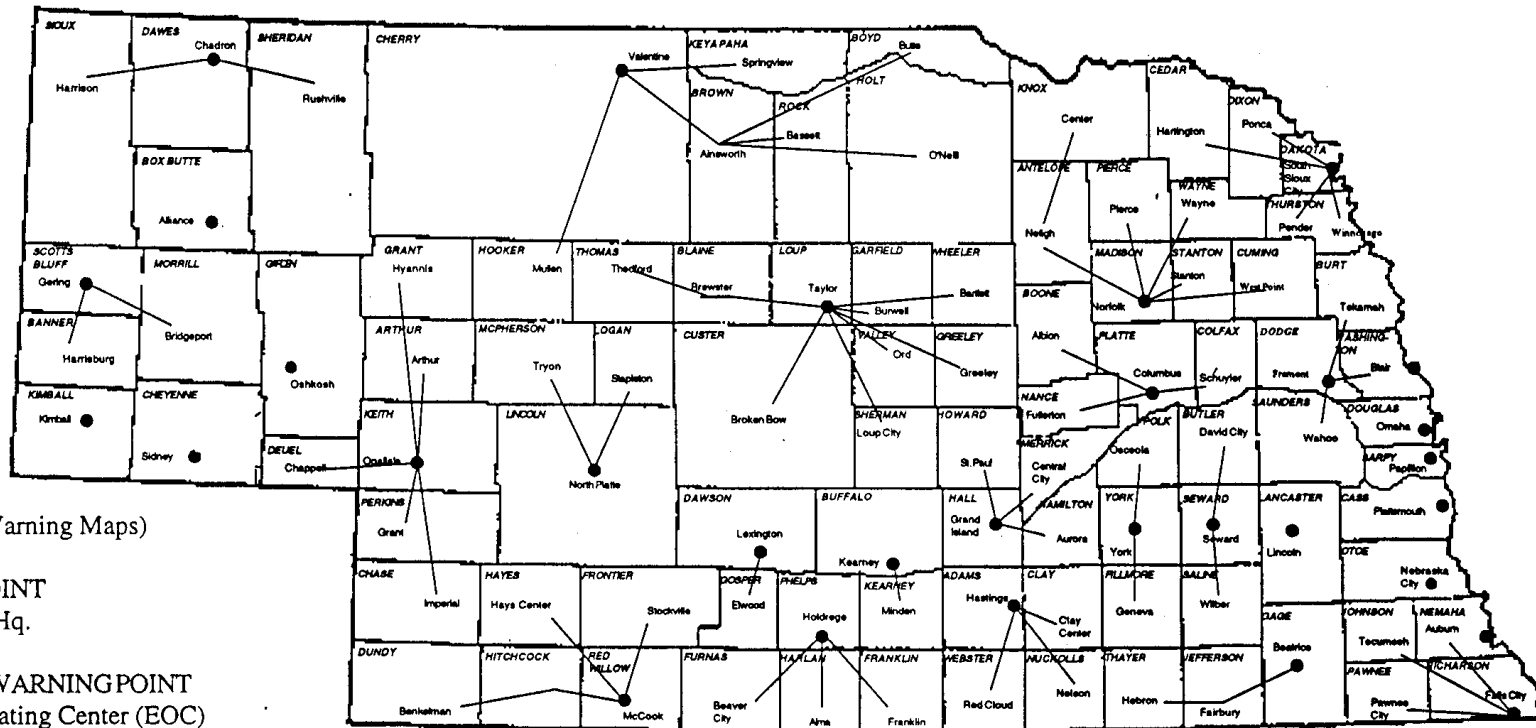 SIOUX
DAWES
Chadron
SHERIDAN
CHERRY
Harrison
Rushville
Valentine
KEYA PAHA
Springview
BOYD
Butte
HOLT
BROWN
ROCK
Bassett
Ainsworth
O'Neill
KNOX
Center
CEDAR
Hartington
DIXON
Ponca
DAKOTA
South
Sioux
City
BOX BUTTE
Alliance
ANTELOPE
Neligh
PIERCE
Pierce
WAYNE
Wayne
THURSTON
Pender
Winnebago
SCOTTS
BLUFF
Gering
MORRILL
Bridgeport
BANNER
Harrisburg
KIMBALL
Kimball
CHEYENNE
Sidney
Oshkosh
GRANT
Hyannis
HOOKER
Mullen
THOMAS
Thedford
BLAINE
Brewster
LOUP
Taylor
GARFIELD
Burwell
WHEELER
Bartlett
BOONE
Albion
MADISON
Norfolk
STANTON
Stanton
CUMING
West Point
BURT
Tekamah
ARTHUR
Arthur
MCPHERSON
Tryon
LOGAN
Stapleton
CUSTER
Broken Bow
VALLEY
Ord
GREELEY
Greeley
PLATTE
Columbus
COLFAX
Schuyler
DODGE
Fremont
WASHING-
TON
Blair
NANCE
Fullerton
KEITH
Ogallala
LINCOLN
North Platte
SHERMAN
Loup City
HOWARD
St. Paul
MERRICK
Central
City
POLK
Osceola
BUTLER
David City
SAUNDERS
Wahoo
DOUGLAS
Omaha
SARPY
Papillion
DEUEL
Chappell
PERKINS
Grant
DAWSON
Lexington
BUFFALO
Kearney
HALL
Grand
Island
HAMILTON
Aurora
YORK
York
SEWARD
Seward
LANCASTER
Lincoln
CASS
Plattsmouth
OTOE
Nebraska
City
Warning Maps)
OINT
Hq.
WARNING POINT
ating Center (EOC)
CHASE
Imperial
HAYES
Hays Center
FRONTIER
Stockville
GOSPER
Elwood
PHELPS
Holdrege
KEARNEY
Minden
ADAMS
Hastings
CLAY
Clay
Center
FILLMORE
Geneva
SALINE
Wilber
GAGE
Beatrice
JOHNSON
Tecumseh
NEMAHA
Auburn
DUNDY
Benkelman
HITCHCOCK
RED
WILLOW
McCook
FURNAS
Beaver
City
HARLAN
Alma
FRANKLIN
Franklin
WEBSTER
Red Cloud
NUCKOLLS
Nelson
THAYER
Hebron
JEFFERSON
Fairbury
PAWNEE
Pawnee
City
RICHARSON
Falls City